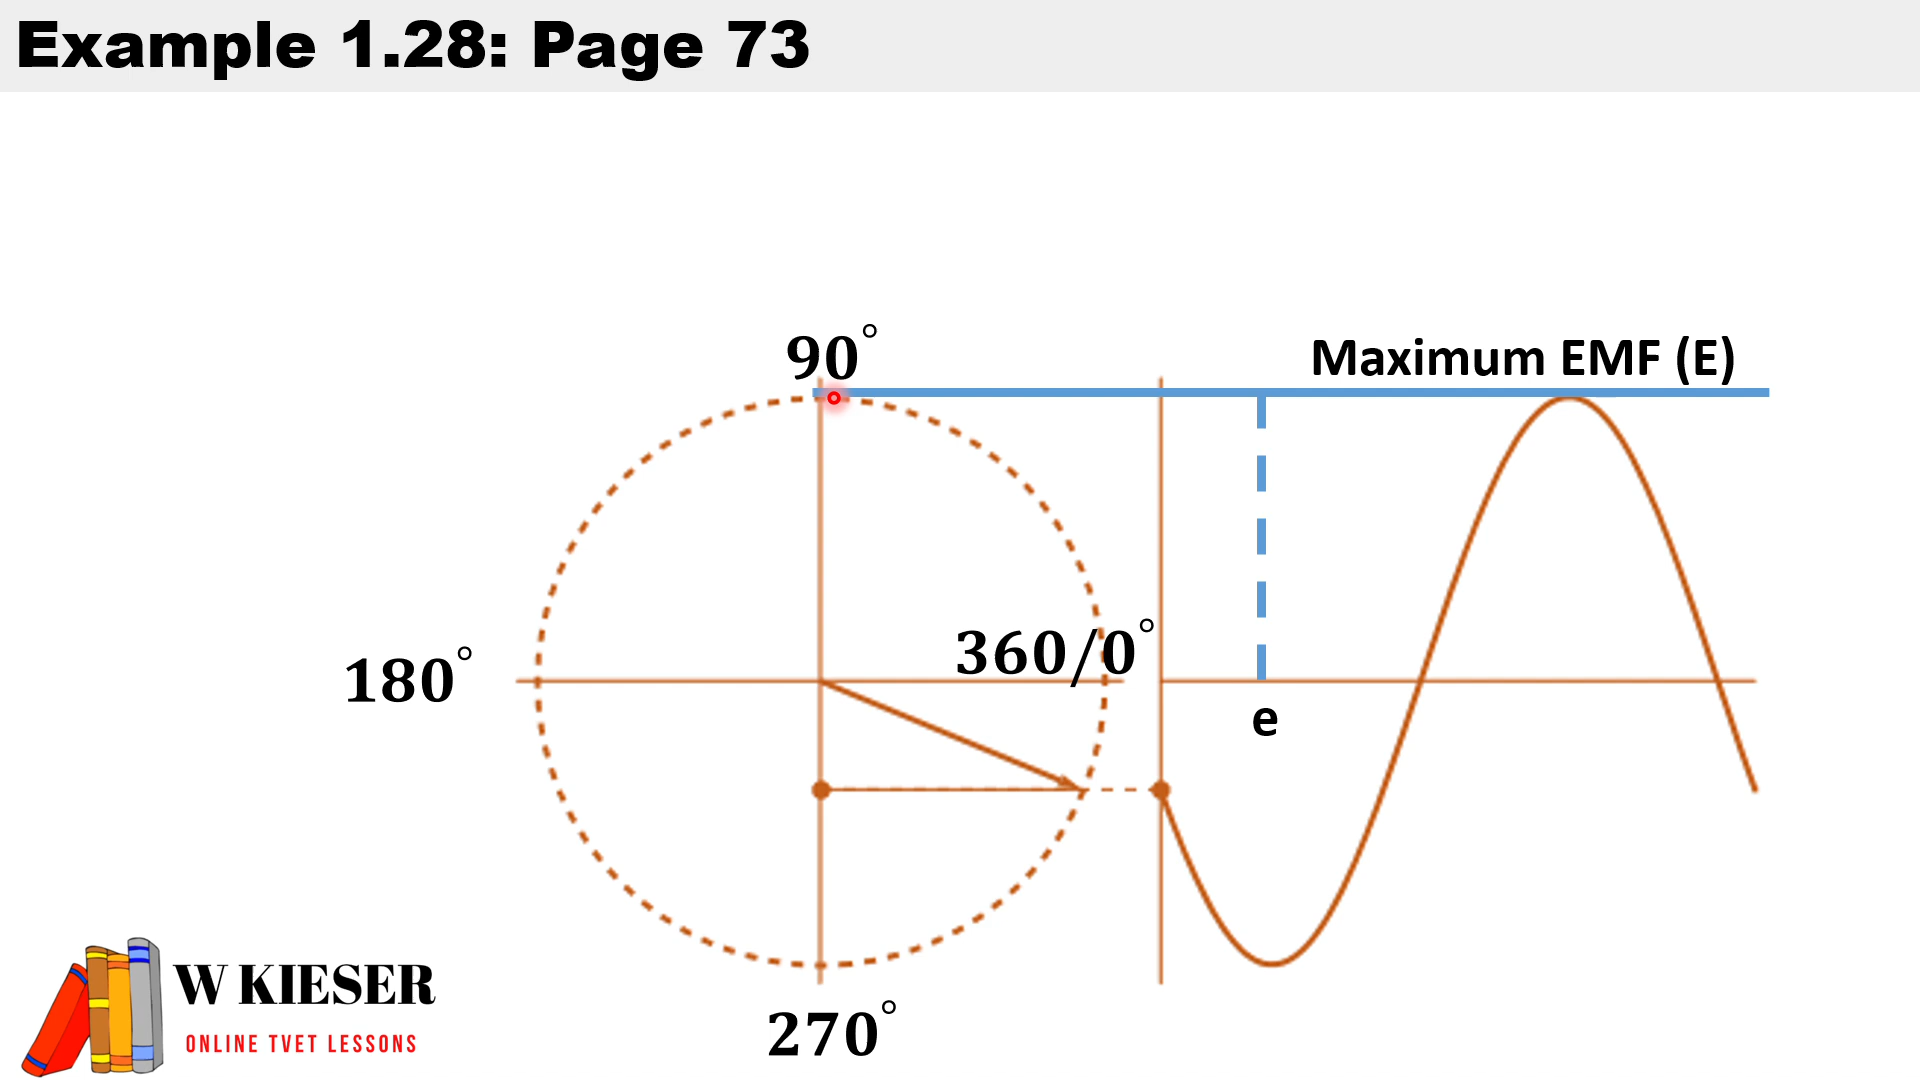 Example 1.28: Page 73
90°
Maximum EMF (E)
360/0°
180°
e
270°
W KIESER
ONLINE TVET LESSONS